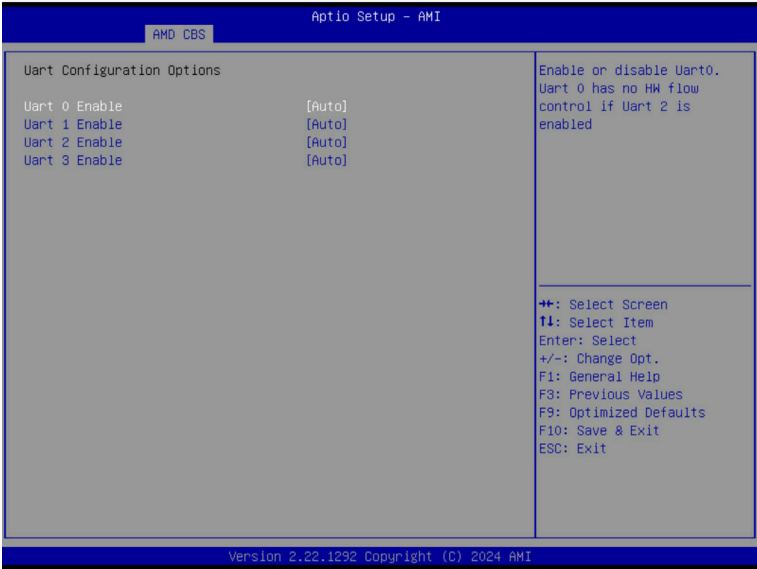 Aptio Setup – AMI
AMD CBS
Uart Configuration Options
Uart 0 Enable [Auto]
Uart 1 Enable [Auto]
Uart 2 Enable [Auto]
Uart 3 Enable [Auto]
Enable or disable Uart0.
Uart 0 has no HW flow
control if Uart 2 is
enabled
→←: Select Screen
↑↓: Select Item
Enter: Select
+/-: Change Opt.
F1: General Help
F3: Previous Values
F9: Optimized Defaults
F10: Save & Exit
ESC: Exit
Version 2.22.1292 Copyright (C) 2024 AMI